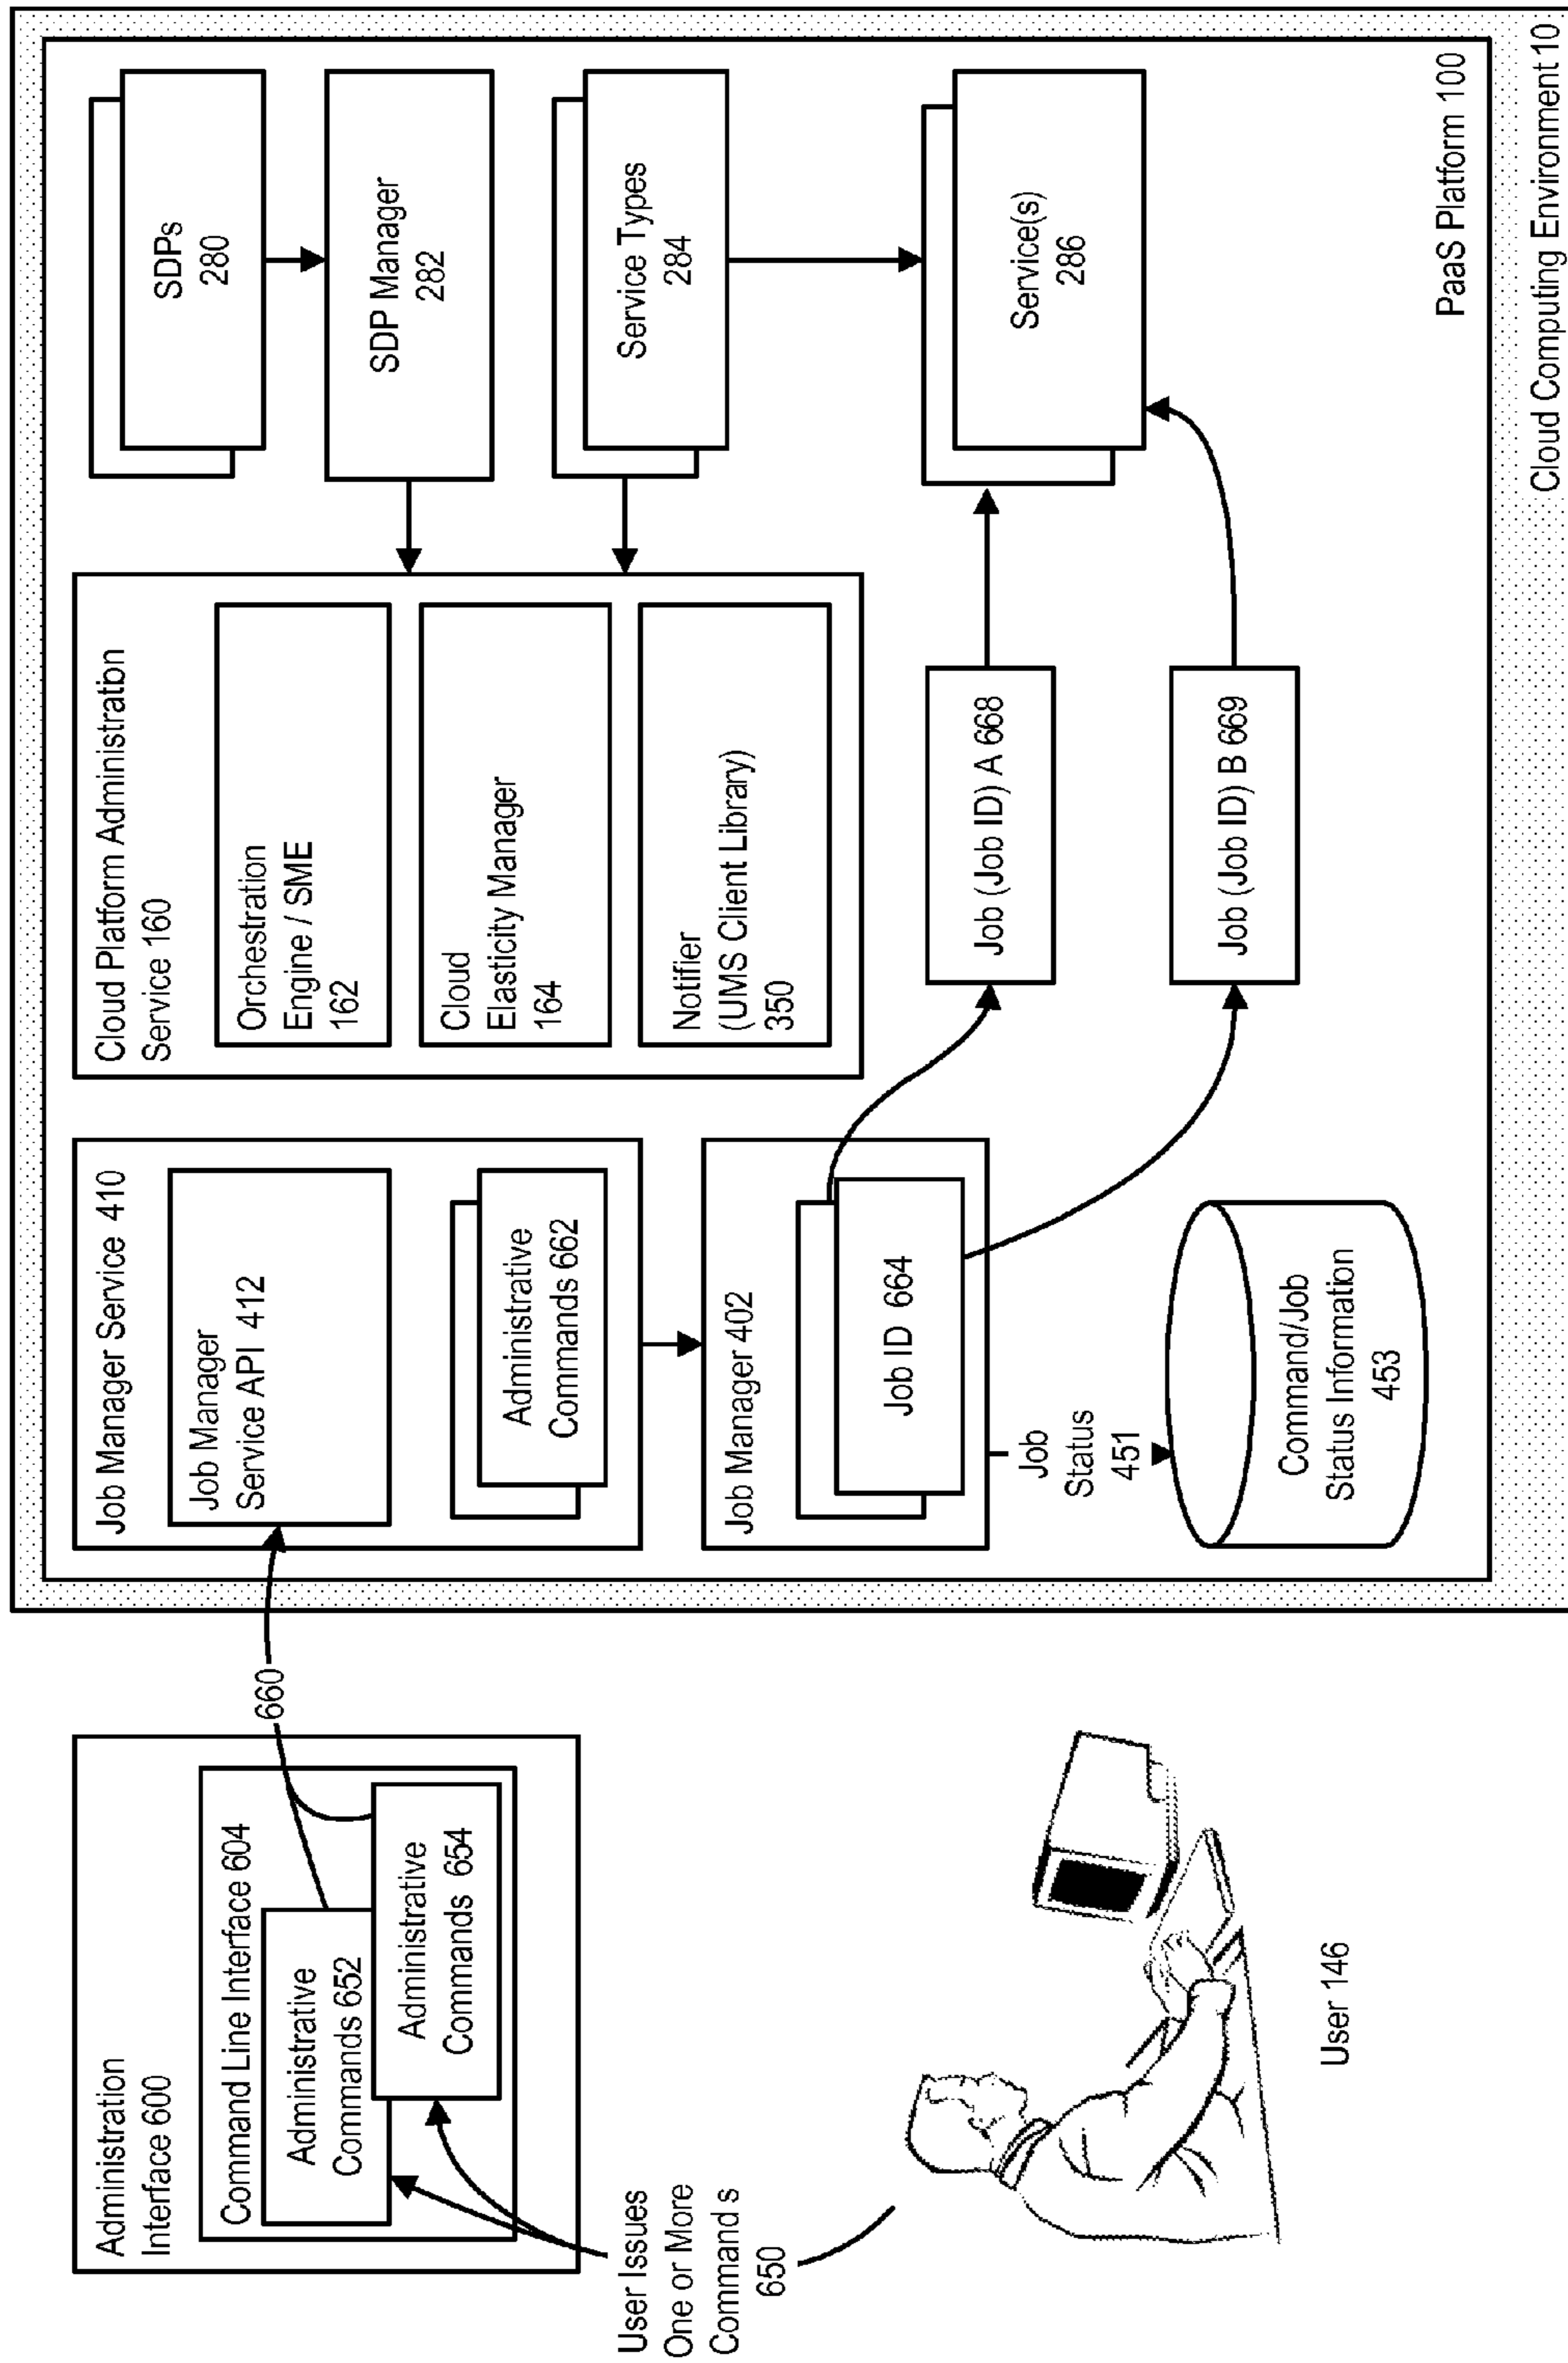 Administration
Interface 600
Command Line Interface 604
Administrative
Commands 652
Administrative
Commands 654
User Issues
One or More
Commands
650
User 146
660
Job Manager Service 410
Job Manager
Service API 412
Administrative
Commands 662
Job Manager 402
Job ID 664
Job
Status
451
Command/Job
Status Information
453
Cloud Platform Administration
Service 160
Orchestration
Engine / SME
162
Cloud
Elasticity Manager
164
Notifier
(UMS Client Library)
350
Job (Job ID) A 668
Job (Job ID) B 669
SDPs
280
SDP Manager
282
Service Types
284
Service(s)
286
PaaS Platform 100
Cloud Computing Environment 10